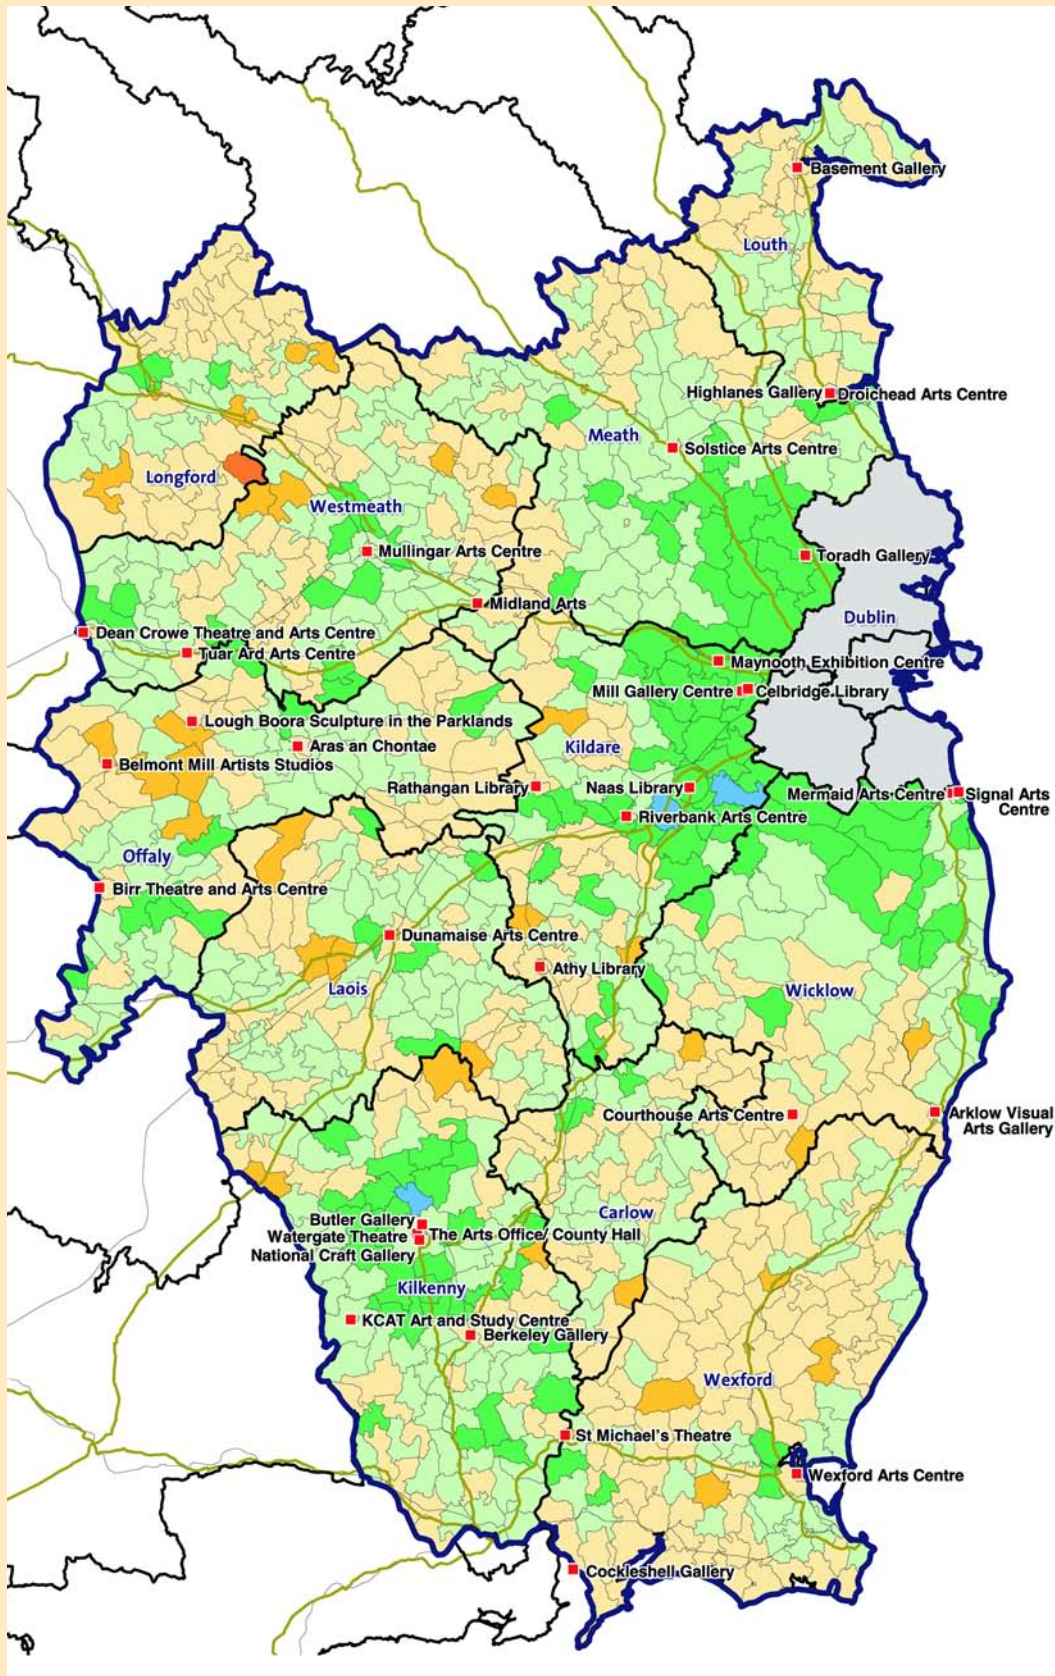 Basement Gallery
Louth
Highlanes Gallery
Droichead Arts Centre
Meath
Solstice Arts Centre
Longford
Westmeath
Mullingar Arts Centre
Toradh Gallery
Midland Arts
Dublin
Dean Crowe Theatre and Arts Centre
Tuar Ard Arts Centre
Maynooth Exhibition Centre
Mill Gallery Centre
Celbridge Library
Lough Boora Sculpture in the Parklands
Aras an Chontae
Kildare
Belmont Mill Artists Studios
Rathangan Library
Naas Library
Mermaid Arts Centre
Signal Arts
Centre
Riverbank Arts Centre
Offaly
Birr Theatre and Arts Centre
Dunamaise Arts Centre
Athy Library
Laois
Wicklow
Courthouse Arts Centre
Arklow Visual
Arts Gallery
Carlow
Butler Gallery
Watergate Theatre
The Arts Office/ County Hall
National Craft Gallery
Kilkenny
KCAT Art and Study Centre
Berkeley Gallery
Wexford
St Michael's Theatre
Wexford Arts Centre
Cockleshell Gallery